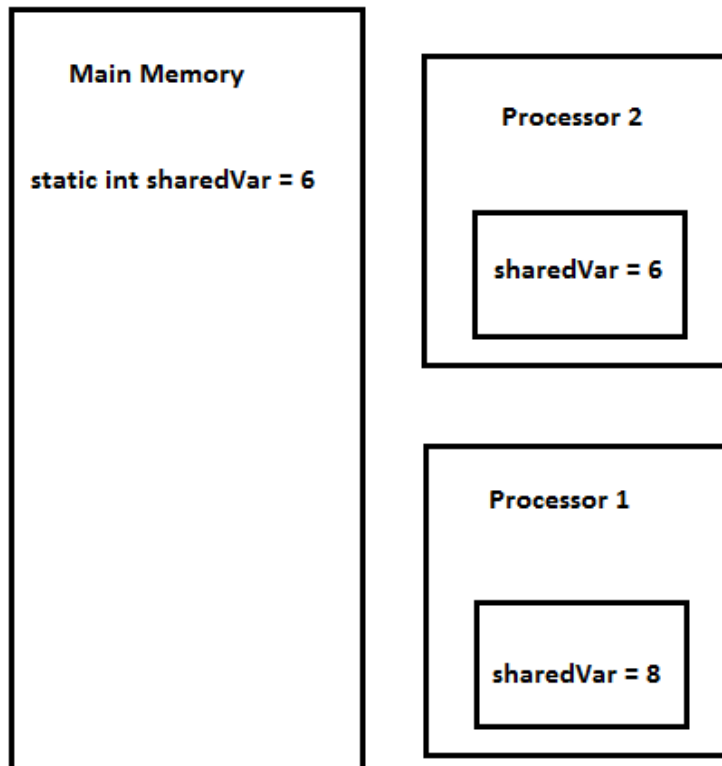 Main Memory
static int sharedVar = 6
Processor 2
sharedVar = 6
Processor 1
sharedVar = 8